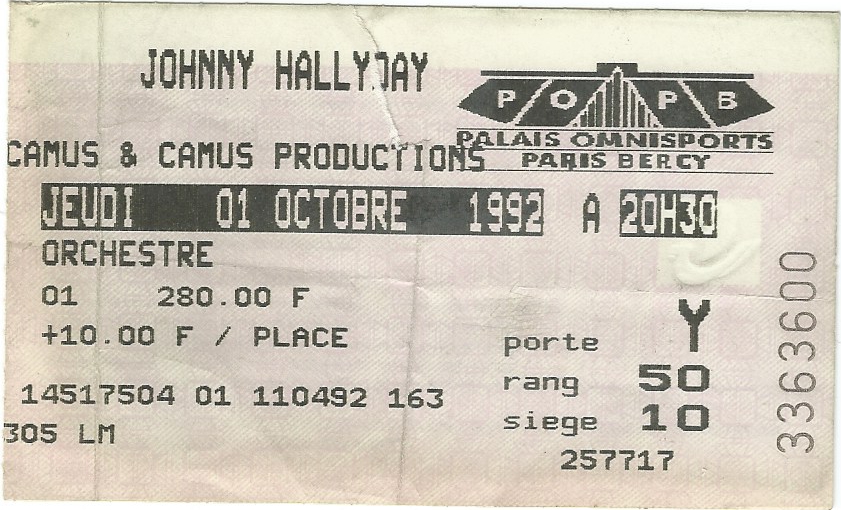 JOHNNY HALLYDAY
POPB
PALAIS OMNISPORTS
PARIS BERCY
CAMUS & CAMUS PRODUCTIONS
JEUDI 01 OCTOBRE 1992 A 20H30
ORCHESTRE
01 280.00 F
+10.00 F / PLACE
porte Y
rang 50
siege 10
14517504 01 110492 163
305 LM
257717
3363600